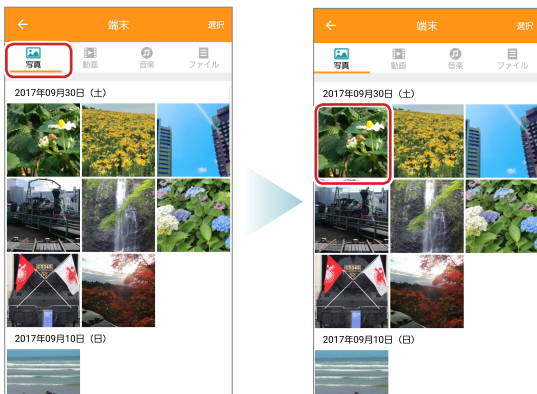 端末
選択
写真
動画
音楽
ファイル
2017年09月30日（土）
C5345
2017年09月10日（日）
端末
選択
写真
動画
音楽
ファイル
2017年09月30日（土）
C5345
2017年09月10日（日）